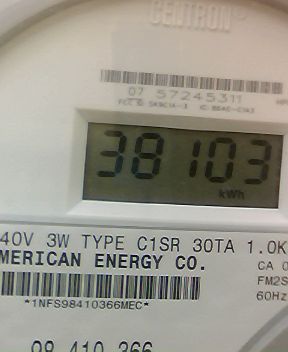 CENTRON
07 57245311
38103
kWh
40V 3W TYPE C1SR 30TA 1.0K
MERICAN ENERGY CO.
CA 0
FM2S
60Hz
*1NFS98410366MEC*
98 410 366